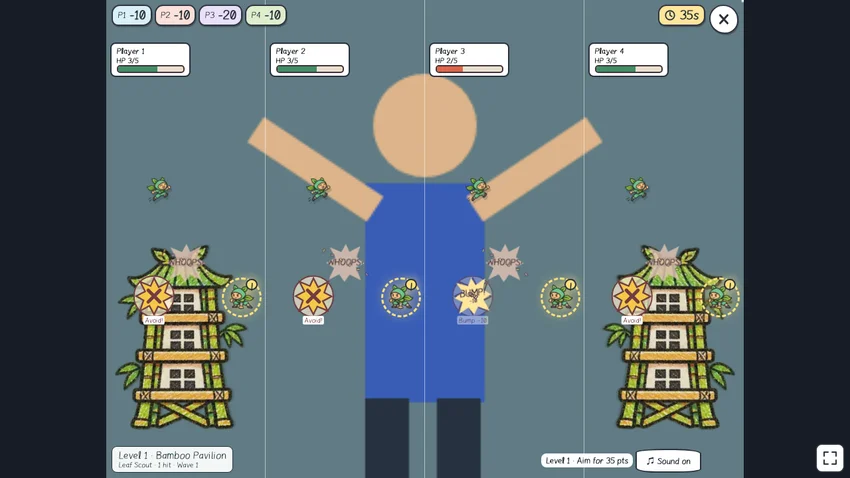 P1 -10 P2 -10 P3 -20 P4 -10
35s
Player 1
HP 3/5
Player 2
HP 3/5
Player 3
HP 2/5
Player 4
HP 3/5
WHOOPS!
WHOOPS!
WHOOPS!
WHOOPS!
BUMP!
Avoid!
Avoid!
Bump -10
Avoid!
Level 1 · Bamboo Pavilion
Leaf Scout · 1 hit · Wave 1
Level 1 · Aim for 35 pts
Sound on